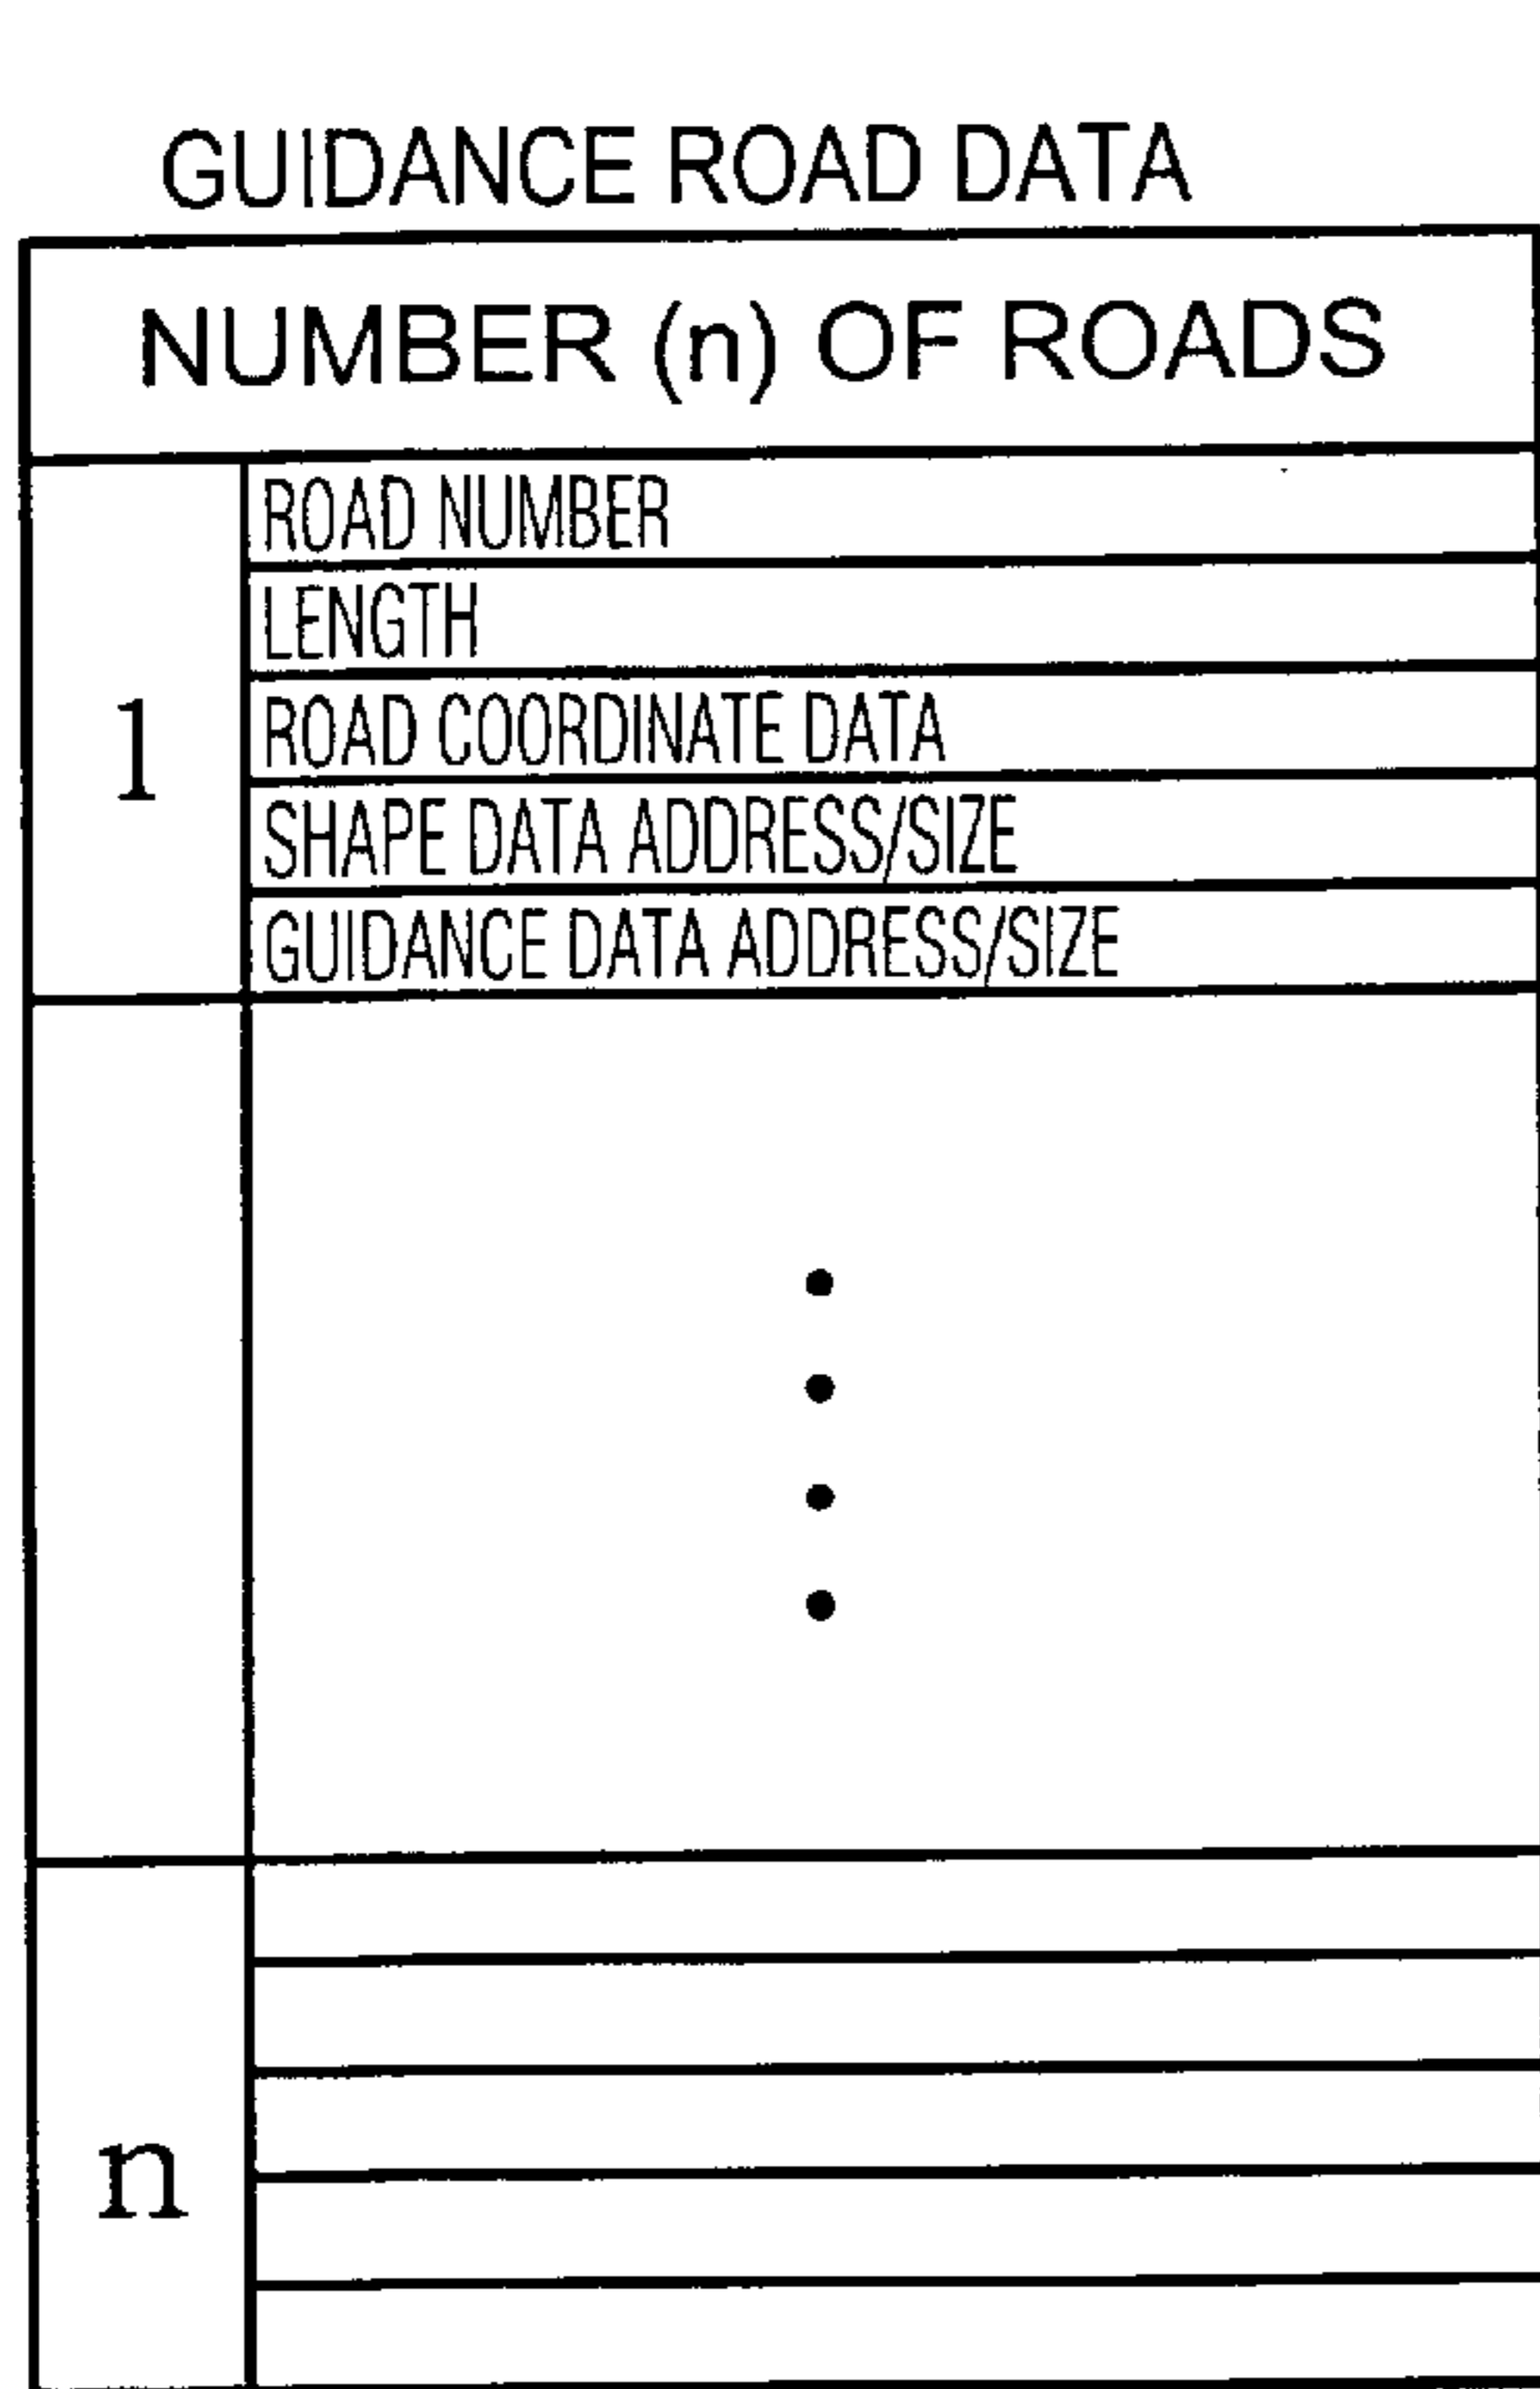 GUIDANCE ROAD DATA
NUMBER (n) OF ROADS
1
ROAD NUMBER
LENGTH
ROAD COORDINATE DATA
SHAPE DATA ADDRESS/SIZE
GUIDANCE DATA ADDRESS/SIZE
n